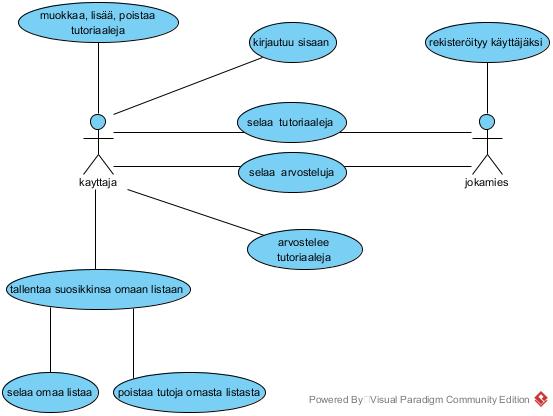 muokkaa, lisää, poistaa
tutoriaaleja
kirjautuu sisaan
rekisteröityy käyttäjäksi
selaa tutoriaaleja
selaa arvosteluja
kayttaja
jokamies
arvostelee
tutoriaaleja
tallentaa suosikkinsa omaan listaan
selaa omaa listaa
poistaa tutoja omasta listasta
Powered By Visual Paradigm Community Edition